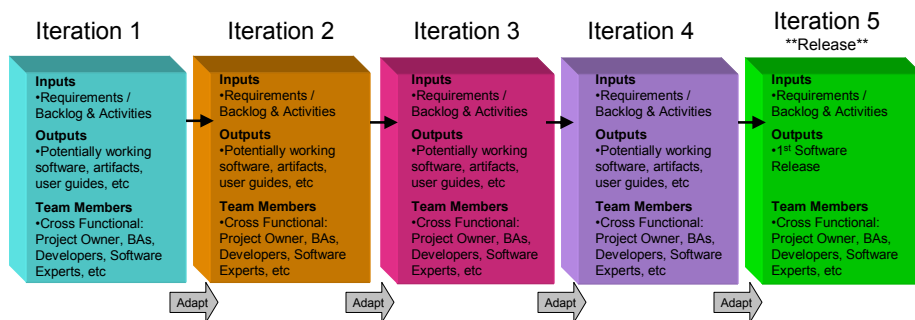 Iteration 1
Inputs
•Requirements /
Backlog & Activities
Outputs
•Potentially working
software, artifacts,
user guides, etc
Team Members
•Cross Functional:
Project Owner, BAs,
Developers, Software
Experts, etc
Adapt
Iteration 2
Inputs
•Requirements /
Backlog & Activities
Outputs
•Potentially working
software, artifacts,
user guides, etc
Team Members
•Cross Functional:
Project Owner, BAs,
Developers, Software
Experts, etc
Adapt
Iteration 3
Inputs
•Requirements /
Backlog & Activities
Outputs
•Potentially working
software, artifacts,
user guides, etc
Team Members
•Cross Functional:
Project Owner, BAs,
Developers, Software
Experts, etc
Adapt
Iteration 4
Inputs
•Requirements /
Backlog & Activities
Outputs
•Potentially working
software, artifacts,
user guides, etc
Team Members
•Cross Functional:
Project Owner, BAs,
Developers, Software
Experts, etc
Adapt
Iteration 5
**Release**
Inputs
•Requirements /
Backlog & Activities
Outputs
•1st Software
Release
Team Members
•Cross Functional:
Project Owner, BAs,
Developers, Software
Experts, etc